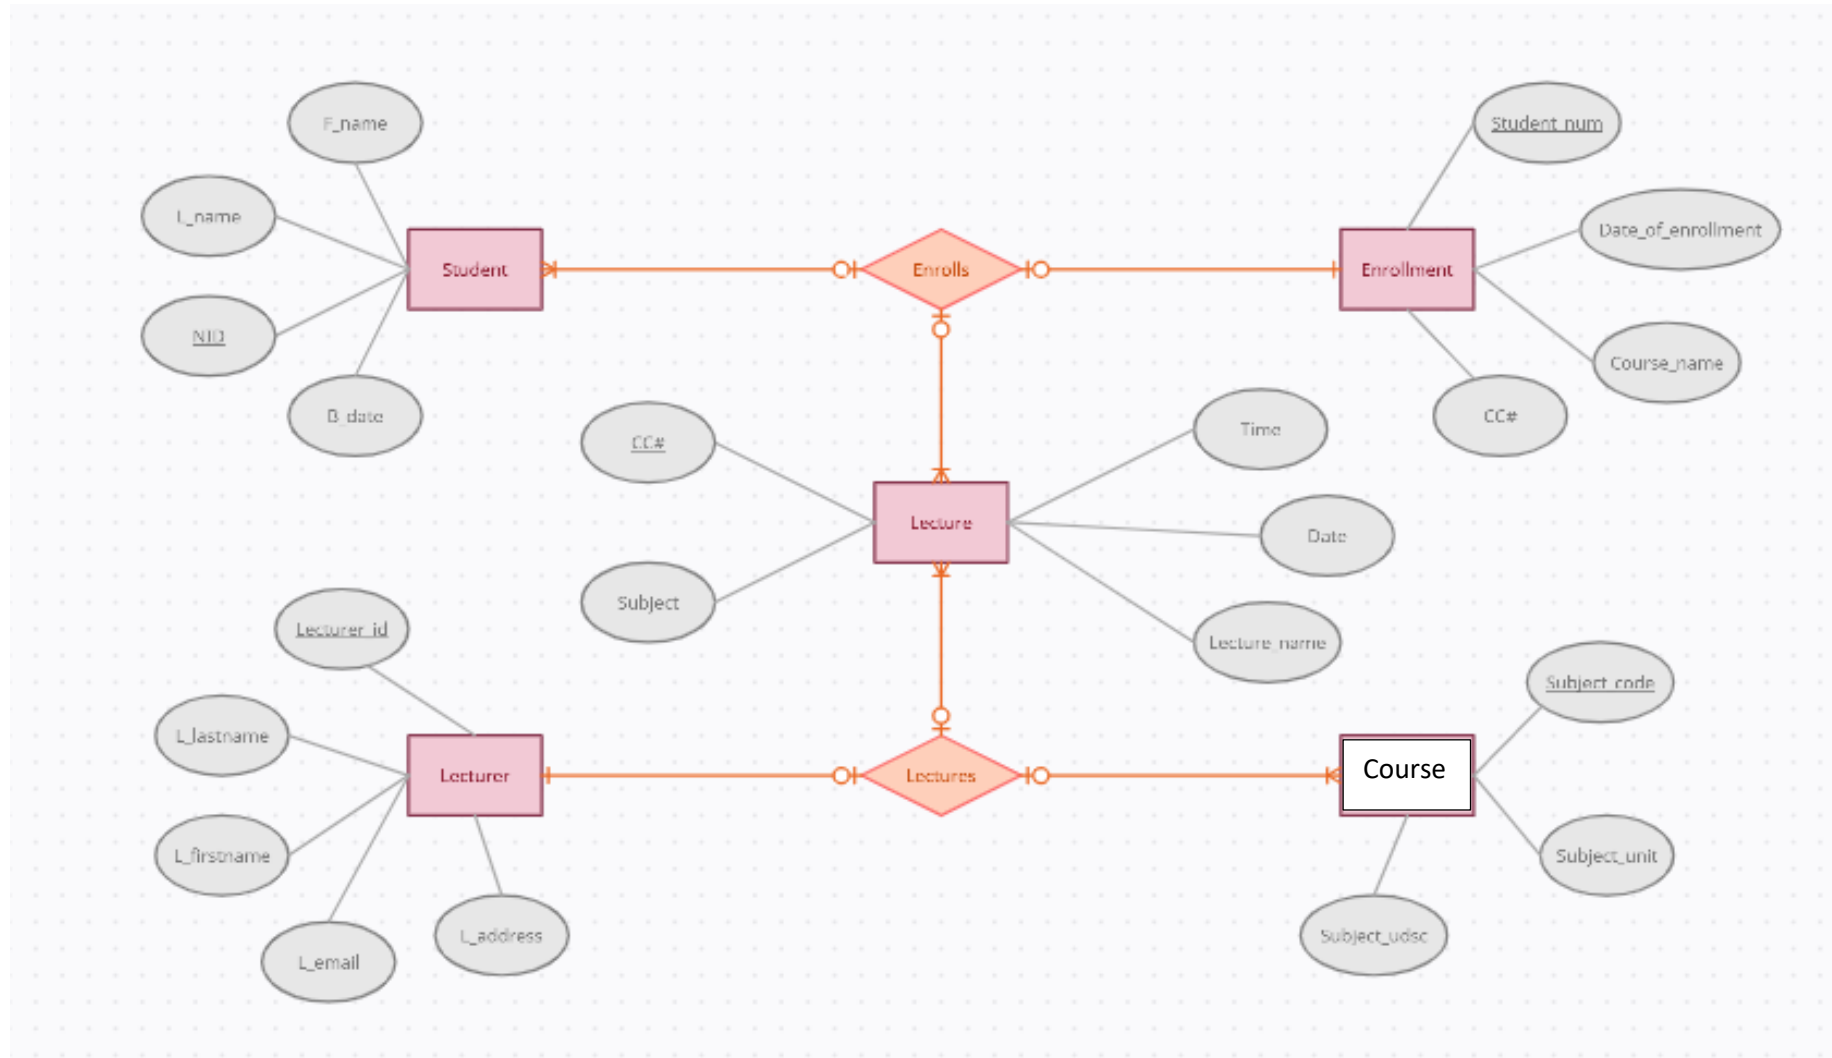 F_name
Student_num
L_name
Date_of_enrollment
Student
Enrolls
Enrollment
NID
Course_name
B_date
CC#
CC#
Time
Lecture
Date
Subject
Lecture_name
Lecturer_id
Subject_code
L_lastname
Lecturer
Lectures
Course
L_firstname
Subject_unit
L_email
L_address
Subject_udsc